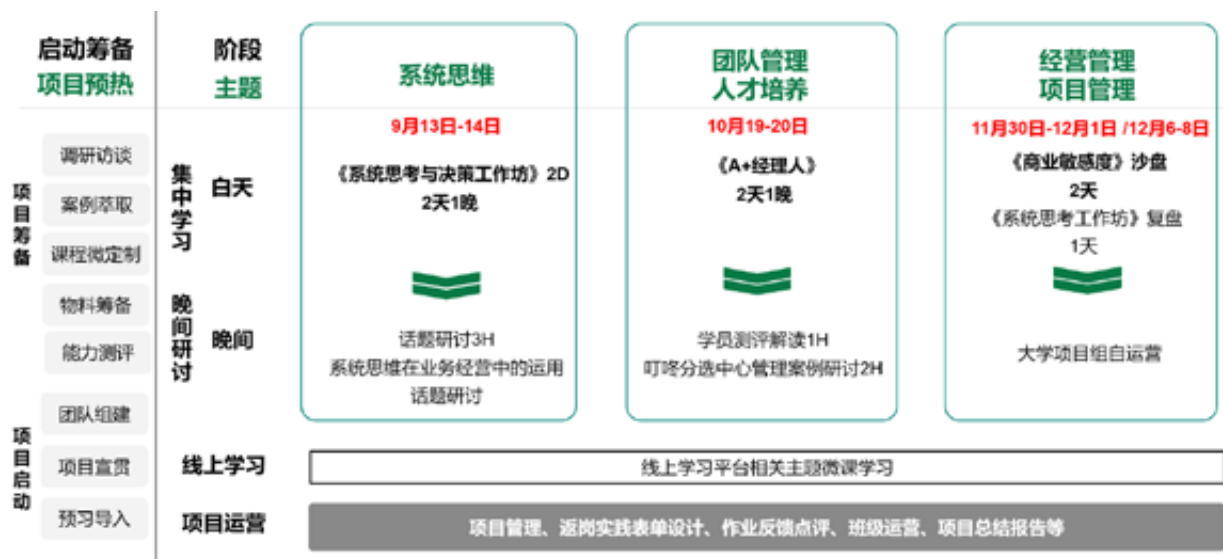 启动筹备
项目预热
项目筹备
调研访谈
案例萃取
课程微定制
物料筹备
能力测评
项目启动
团队组建
项目宣贯
预习导入
阶段
主题
系统思维
团队管理
人才培养
经营管理
项目管理
集中学习
白天
9月13日-14日
《系统思考与决策工作坊》2D
2天1晚
10月19-20日
《A+经理人》
2天1晚
11月30日-12月1日 /12月6-8日
《商业敏感度》沙盘
2天
《系统思考工作坊》复盘
1天
晚间研讨
晚间
话题研讨3H
系统思维在业务经营中的运用
话题研讨
学员测评解读1H
叮咚分选中心管理案例研讨2H
大学项目组自运营
线上学习
线上学习平台相关主题微课学习
项目运营
项目管理、返岗实践表单设计、作业反馈点评、班级运营、项目总结报告等